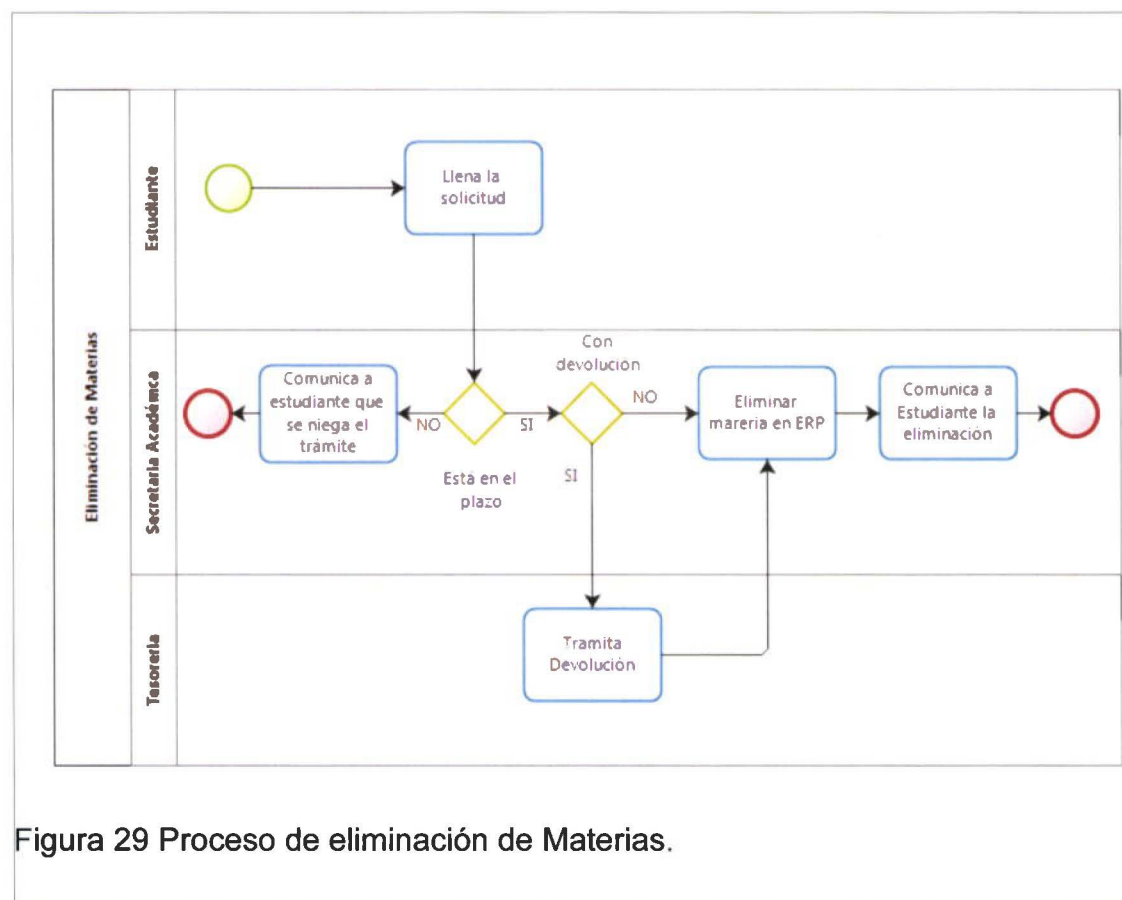 Eliminación de Materias
Estudiante
Llena la
solicitud
Secretaria Académca
Comunica a
estudiante que
se niega el
trámite
NO
Está en el
plazo
SI
Con
devolución
NO
SI
Eliminar
mareria en ERP
Comunica a
Estudiante la
eliminación
Tesorería
Tramita
Devolución
Figura 29 Proceso de eliminación de Materias.